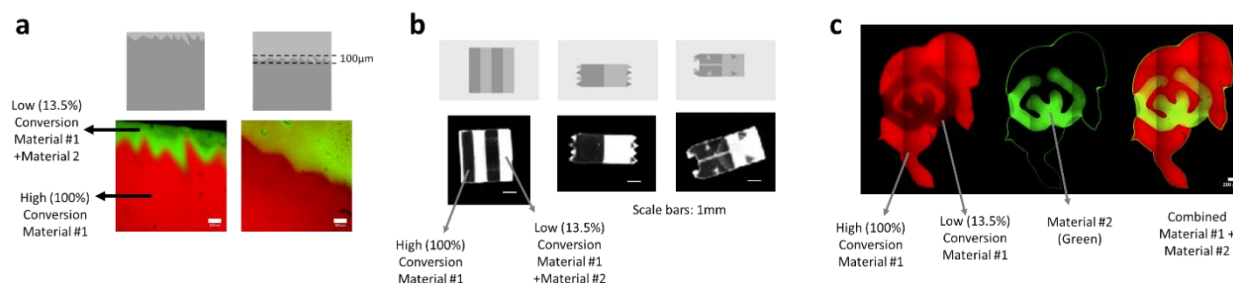 a
100µm
Low (13.5%)
Conversion
Material #1
+Material 2
High (100%)
Conversion
Material #1
b
Scale bars: 1mm
High (100%)
Conversion
Material #1
Low (13.5%)
Conversion
Material #1
+Material #2
c
High (100%)
Conversion
Material #1
Low (13.5%)
Conversion
Material #1
Material #2
(Green)
Combined
Material #1 +
Material #2